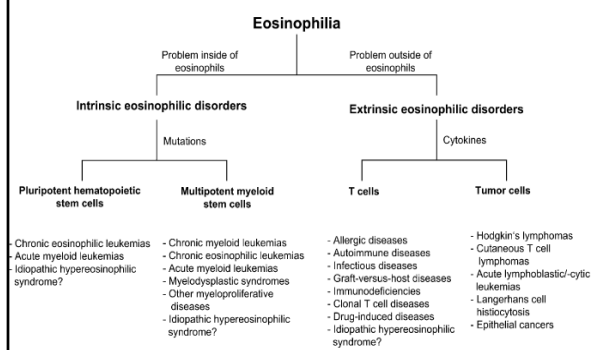 Eosinophilia
Problem inside of
eosinophils
Problem outside of
eosinophils
Intrinsic eosinophilic disorders
Extrinsic eosinophilic disorders
Mutations
Cytokines
Pluripotent hematopoietic
stem cells
Multipotent myeloid
stem cells
T cells
Tumor cells
- Chronic eosinophilic leukemias
- Acute myeloid leukemias
- Idiopathic hypereosinophilic
syndrome?
- Chronic myeloid leukemias
- Chronic eosinophilic leukemias
- Acute myeloid leukemias
- Myelodysplastic syndromes
- Other myeloproliferative
diseases
- Idiopathic hypereosinophilic
syndrome?
- Allergic diseases
- Autoimmune diseases
- Infectious diseases
- Graft-versus-host diseases
- Immunodeficiencies
- Clonal T cell diseases
- Drug-induced diseases
- Idiopathic hypereosinophilic
syndrome?
- Hodgkin's lymphomas
- Cutaneous T cell
lymphomas
- Acute lymphoblastic/-cytic
leukemias
- Langerhans cell
histiocytosis
- Epithelial cancers